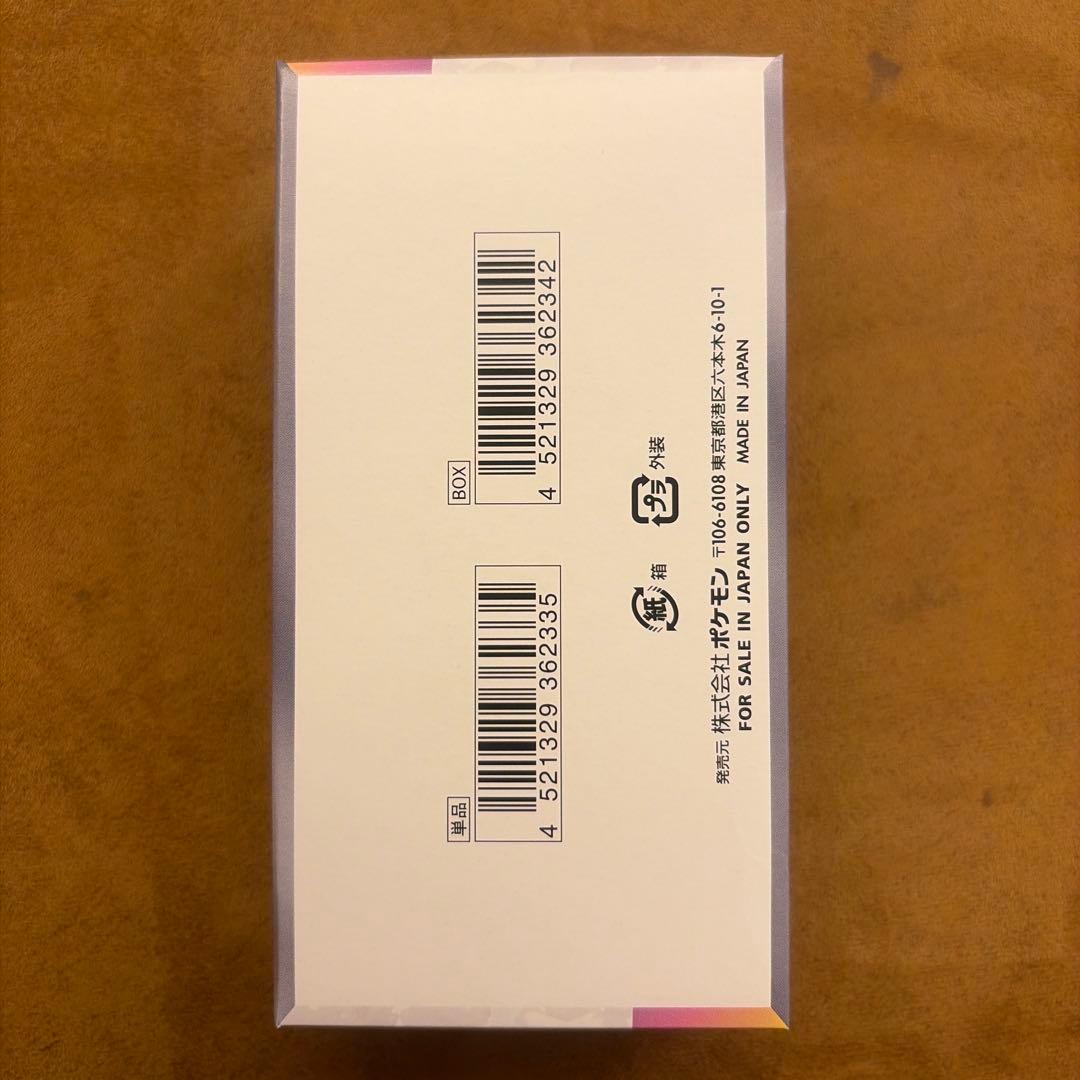 単品
4 521329 362335
BOX
4 521329 362342
紙 箱
プラ 外装
発売元 株式会社ポケモン 〒106-6108 東京都港区六本木6-10-1
FOR SALE IN JAPAN ONLY MADE IN JAPAN